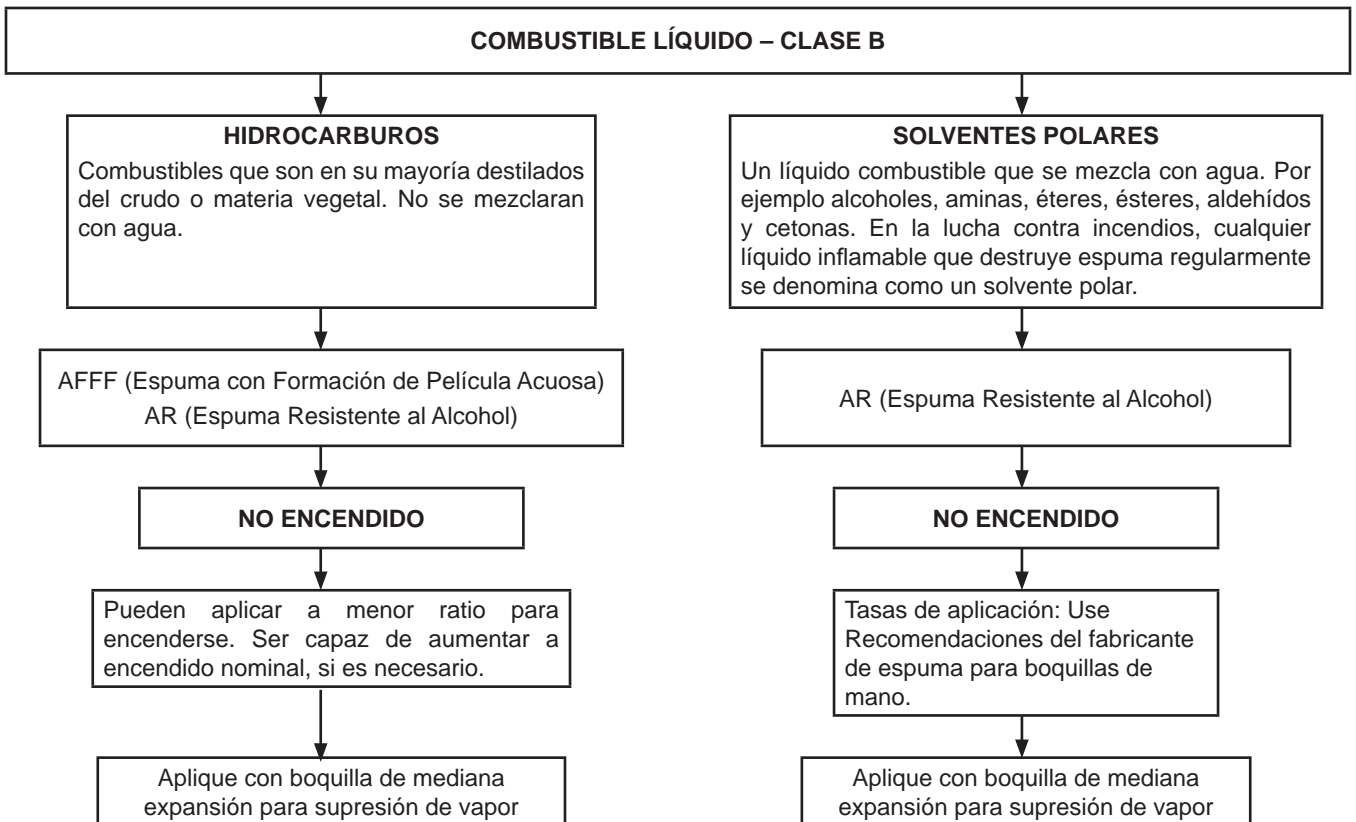 COMBUSTIBLE LÍQUIDO – CLASE B
HIDROCARBUROS
Combustibles que son en su mayoría destilados
del crudo o materia vegetal. No se mezclaran
con agua.
SOLVENTES POLARES
Un líquido combustible que se mezcla con agua. Por
ejemplo alcoholes, aminas, éteres, ésteres, aldehídos
y cetonas. En la lucha contra incendios, cualquier
líquido inflamable que destruye espuma regularmente
se denomina como un solvente polar.
AFFF (Espuma con Formación de Película Acuosa)
AR (Espuma Resistente al Alcohol)
AR (Espuma Resistente al Alcohol)
NO ENCENDIDO
NO ENCENDIDO
Pueden aplicar a menor ratio para
encenderse. Ser capaz de aumentar a
encendido nominal, si es necesario.
Tasas de aplicación: Use
Recomendaciones del fabricante
de espuma para boquillas de
mano.
Aplique con boquilla de mediana
expansión para supresión de vapor
Aplique con boquilla de mediana
expansión para supresión de vapor